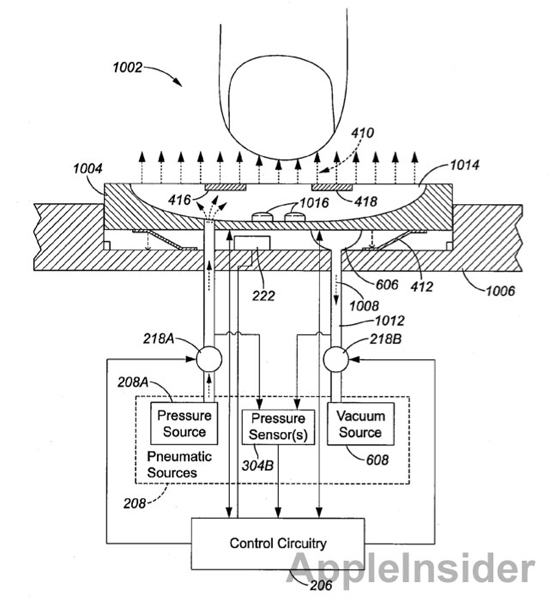 1002
410
1004
1014
416
418
1016
606
412
222
1008
1006
1012
218A
218B
208A
Pressure
Source
Pressure
Sensor(s)
Vacuum
Source
Pneumatic
Sources
304B
608
208
Control Circuitry
AppleInsider
206